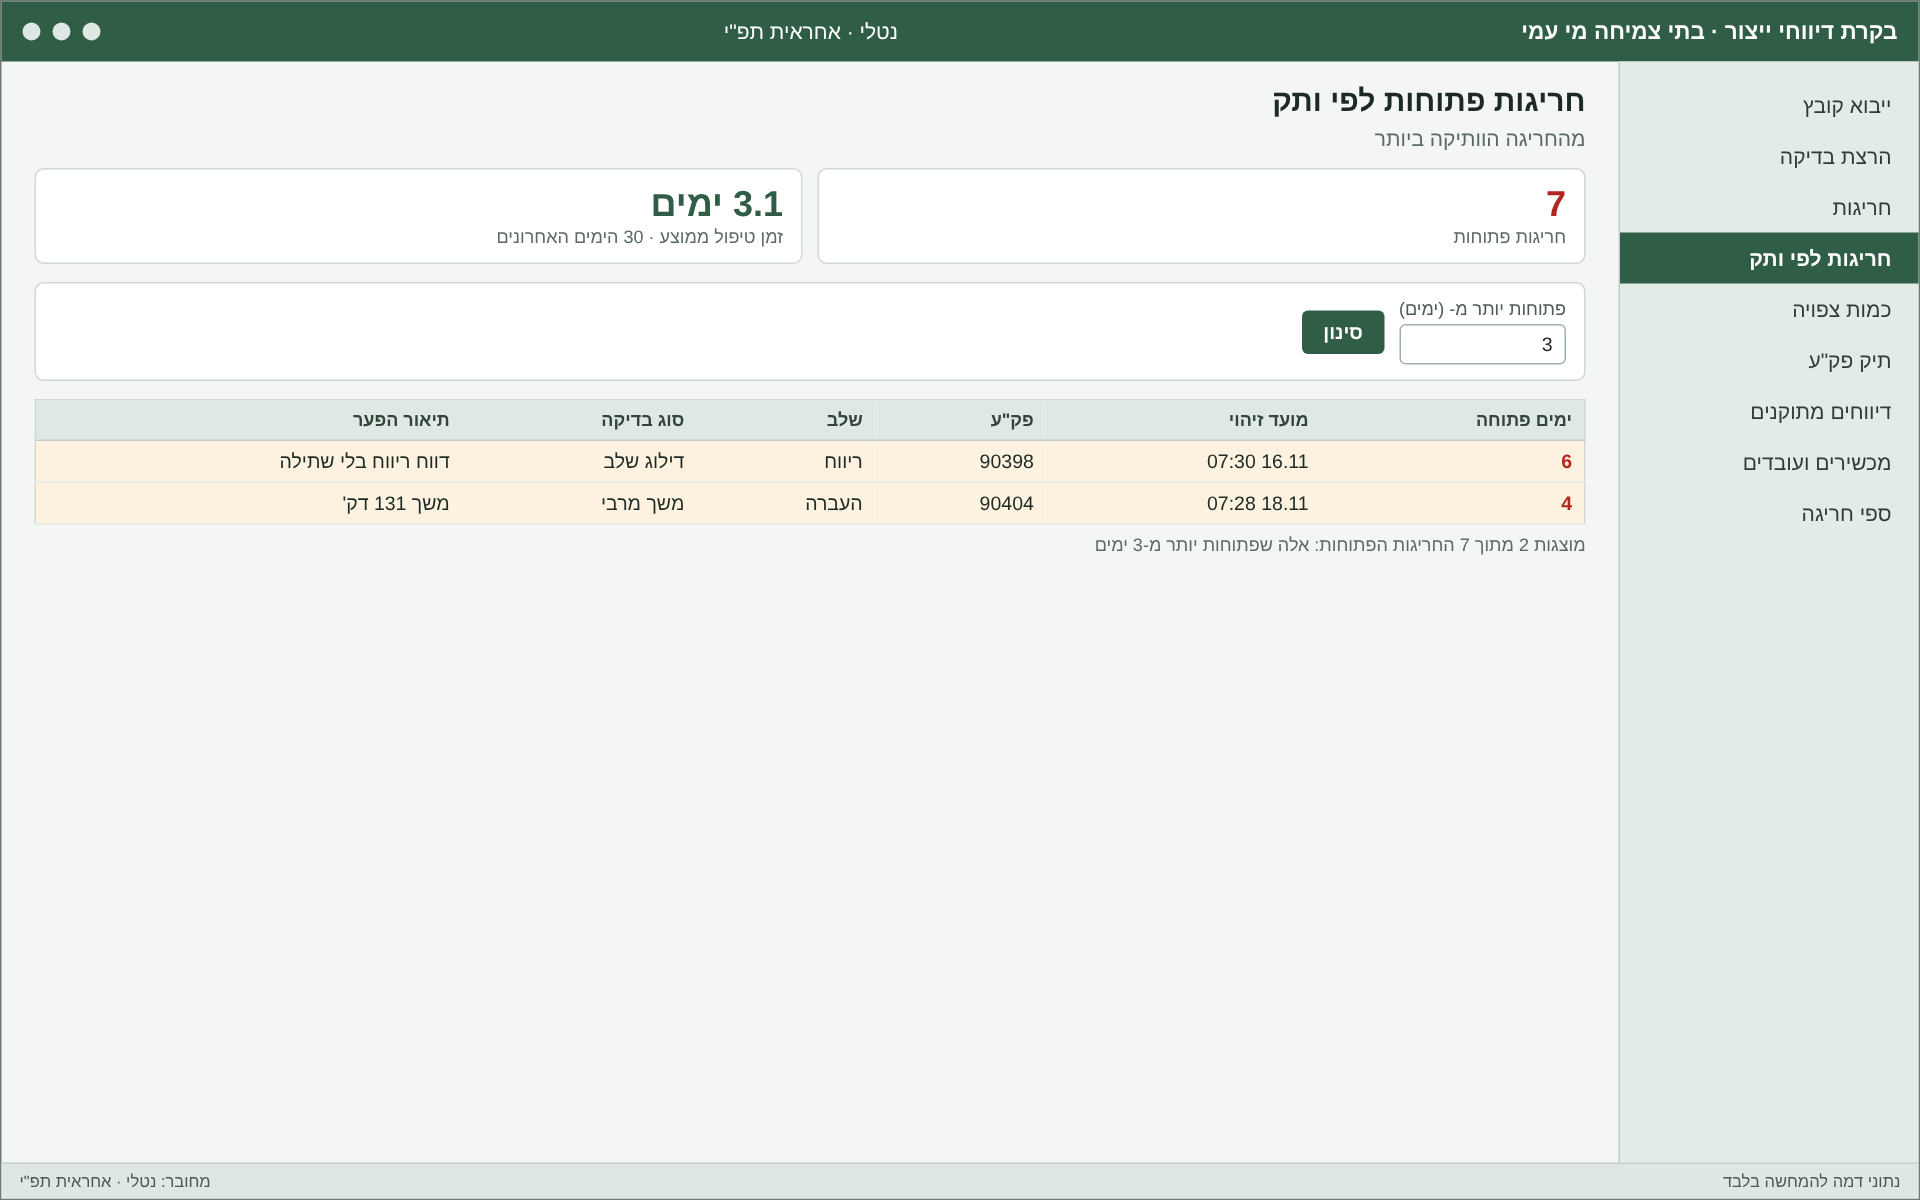 בקרת דיווחי ייצור · בתי צמיחה מי עמי
נטלי · אחראית תפ"י
ייבוא קובץ
הרצת בדיקה
חריגות
חריגות לפי ותק
כמות צפויה
תיק פק"ע
דיווחים מתוקנים
מכשירים ועובדים
ספי חריגה
חריגות פתוחות לפי ותק
מהחריגה הוותיקה ביותר
7
חריגות פתוחות
3.1 ימים
זמן טיפול ממוצע · 30 הימים האחרונים
פתוחות יותר מ- (ימים)
3
סינון
ימים פתוחה מועד זיהוי פק"ע שלב סוג בדיקה תיאור הפער
6 16.11 07:30 90398 ריווח דילוג שלב דווח ריווח בלי שתילה
4 18.11 07:28 90404 העברה משך מרבי משך 131 דק'
מוצגות 2 מתוך 7 החריגות הפתוחות: אלה שפתוחות יותר מ-3 ימים
נתוני דמה להמחשה בלבד
מחובר: נטלי · אחראית תפ"י